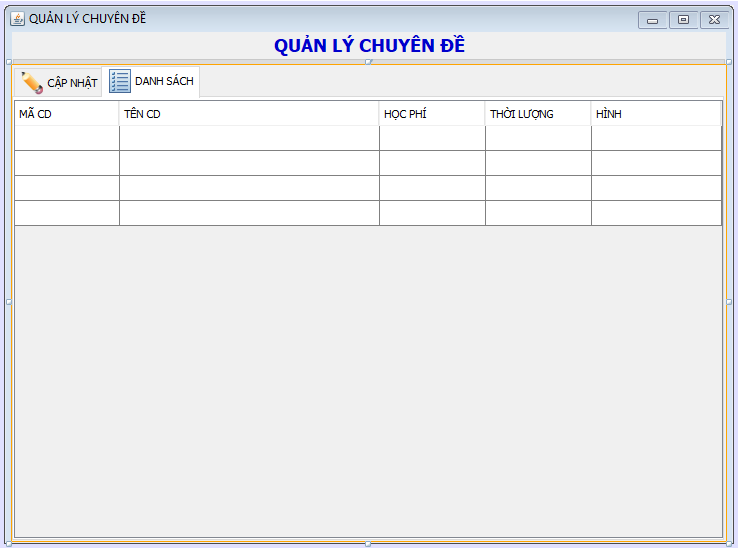 QUẢN LÝ CHUYÊN ĐỀ
QUẢN LÝ CHUYÊN ĐỀ
CẬP NHẬT DANH SÁCH
MÃ CD TÊN CD HỌC PHÍ THỜI LƯỢNG HÌNH